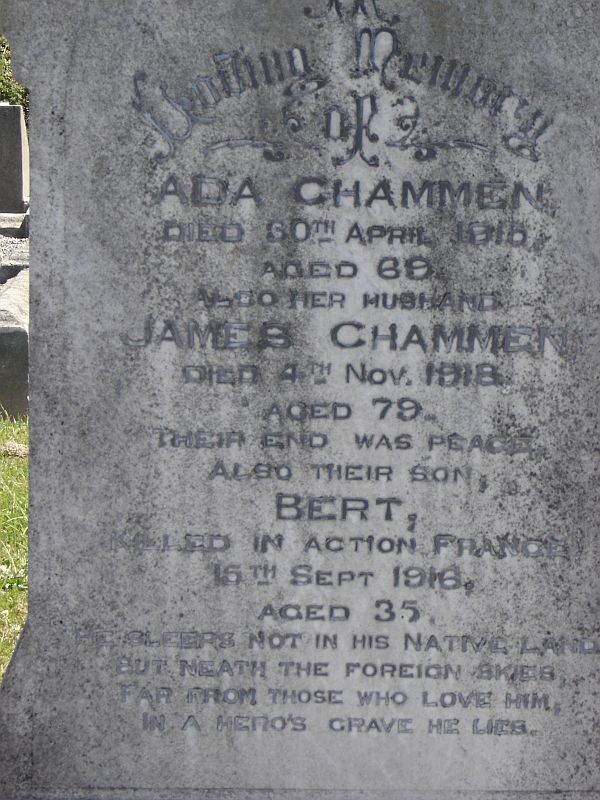 In
Loving Memory
of
ADA CHAMMEN,
DIED 30TH APRIL 1915,
AGED 69.
ALSO HER HUSBAND
JAMES CHAMMEN,
DIED 4TH NOV. 1918.
AGED 79.
THEIR END WAS PEACE.
ALSO THEIR SON,
BERT,
KILLED IN ACTION, FRANCE
15TH SEPT 1916.
AGED 35.
HE SLEEPS NOT IN HIS NATIVE LAND
BUT NEATH THE FOREIGN SKIES,
FAR FROM THOSE WHO LOVE HIM,
IN A HERO'S GRAVE HE LIES.